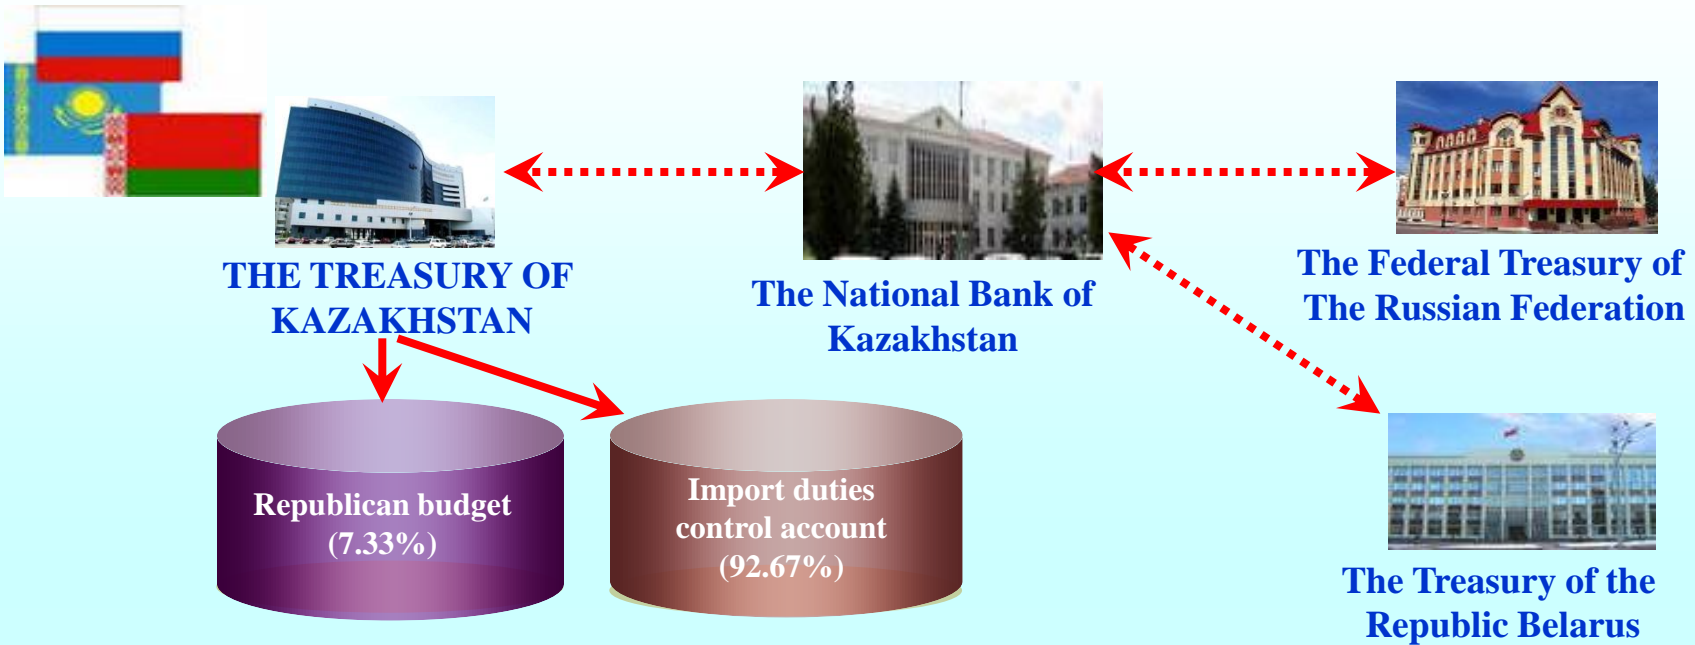 THE TREASURY OF
KAZAKHSTAN
The National Bank of
Kazakhstan
The Federal Treasury of
The Russian Federation
Republican budget
(7.33%)
Import duties
control account
(92.67%)
The Treasury of the
Republic Belarus